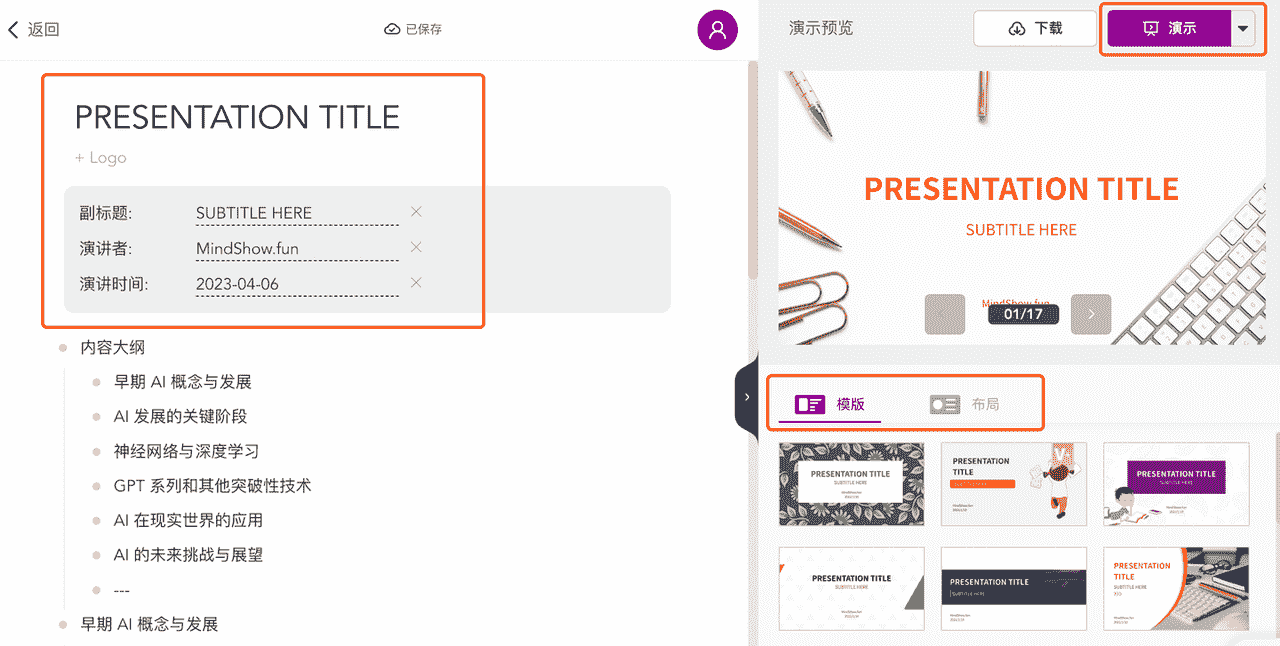 返回
已保存
演示预览
下载
演示
PRESENTATION TITLE
+ Logo
副标题: SUBTITLE HERE
演讲者: MindShow.fun
演讲时间: 2023-04-06
内容大纲
早期 AI 概念与发展
AI 发展的关键阶段
神经网络与深度学习
GPT 系列和其他突破性技术
AI 在现实世界的应用
AI 的未来挑战与展望
---
早期 AI 概念与发展
PRESENTATION TITLE
SUBTITLE HERE
MindShow.fun
01/17
模版
布局
PRESENTATION TITLE
SUBTITLE HERE
PRESENTATION
TITLE
PRESENTATION TITLE
SUBTITLE HERE
PRESENTATION TITLE
SUBTITLE HERE
PRESENTATION TITLE
SUBTITLE HERE
PRESENTATION
TITLE
SUBTITLE HERE